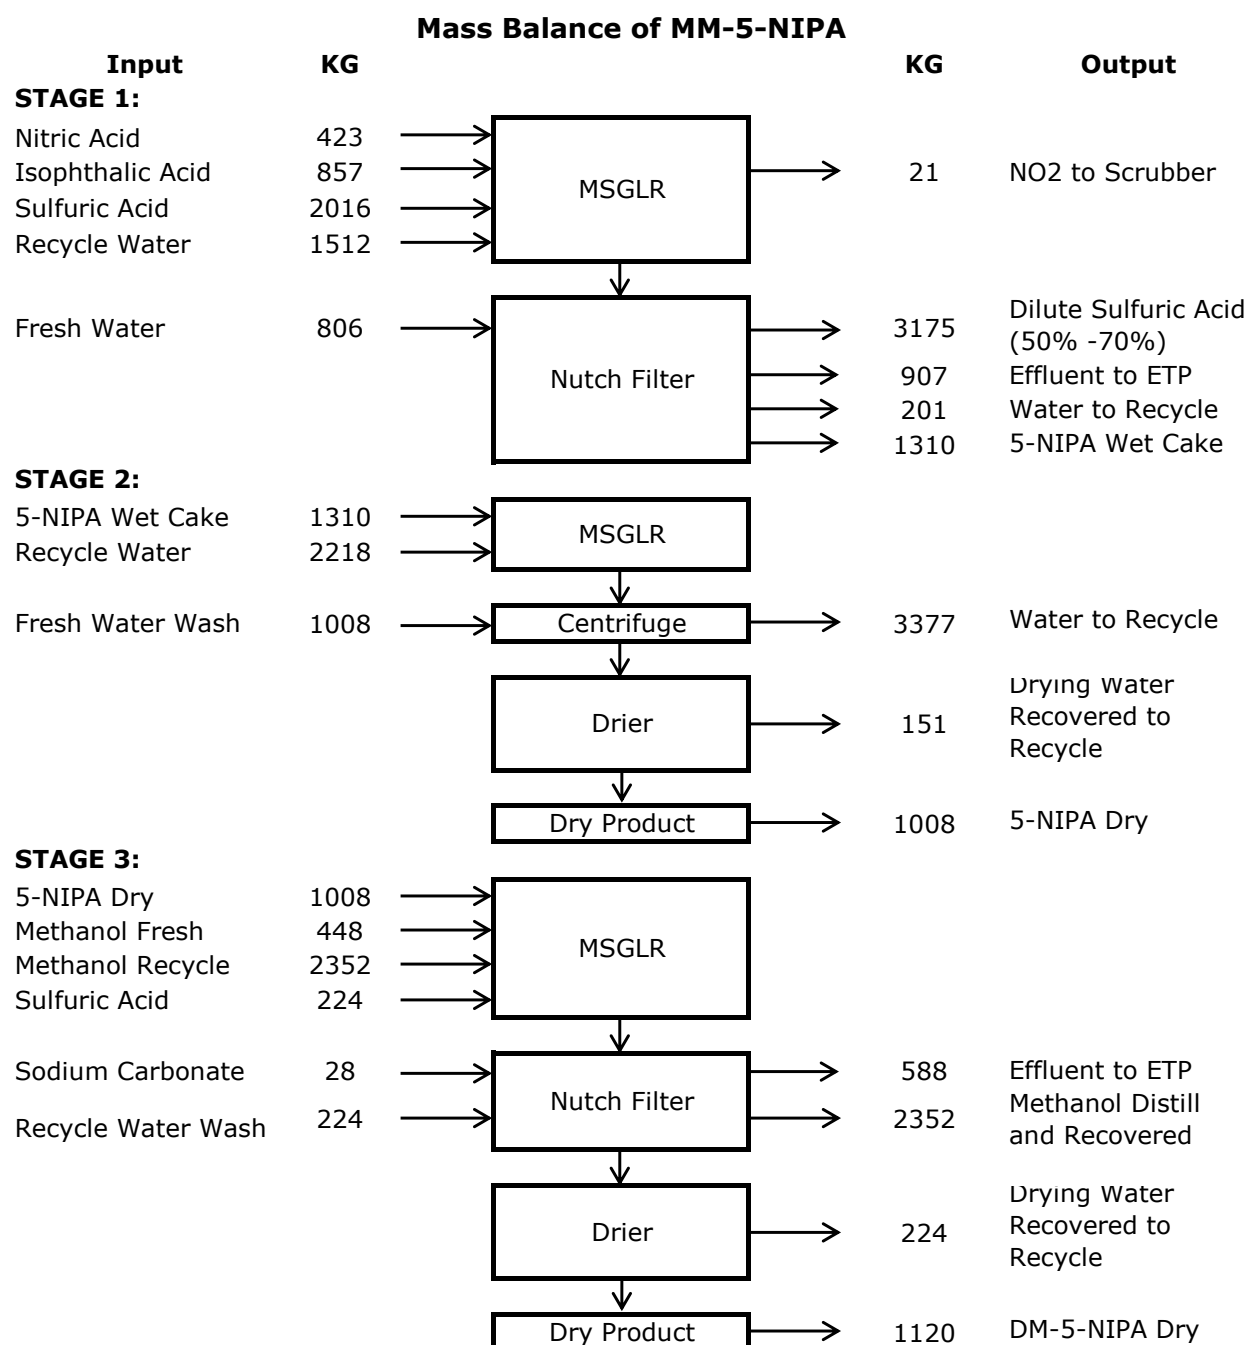 Mass Balance of MM-5-NIPA
Input KG KG Output
STAGE 1:
Nitric Acid 423
Isophthalic Acid 857 MSGLR 21 NO2 to Scrubber
Sulfuric Acid 2016
Recycle Water 1512
Fresh Water 806 Nutch Filter 3175 Dilute Sulfuric Acid
(50% -70%)
907 Effluent to ETP
201 Water to Recycle
1310 5-NIPA Wet Cake
STAGE 2:
5-NIPA Wet Cake 1310 MSGLR
Recycle Water 2218
Fresh Water Wash 1008 Centrifuge 3377 Water to Recycle
Drier 151 Drying Water
Recovered to
Recycle
Dry Product 1008 5-NIPA Dry
STAGE 3:
5-NIPA Dry 1008
Methanol Fresh 448 MSGLR
Methanol Recycle 2352
Sulfuric Acid 224
Sodium Carbonate 28 Nutch Filter 588 Effluent to ETP
Recycle Water Wash 224 2352 Methanol Distill
and Recovered
Drier 224 Drying Water
Recovered to
Recycle
Dry Product 1120 DM-5-NIPA Dry